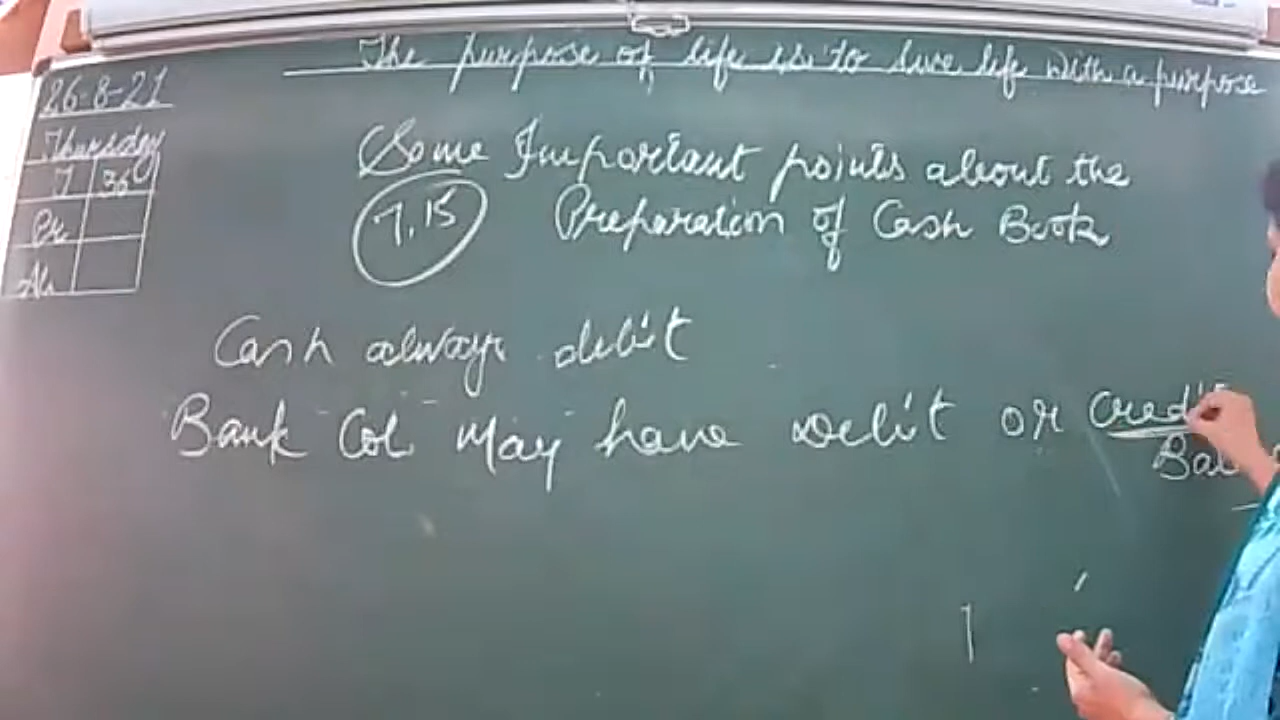 The purpose of life is to live life with a purpose
26-8-21
Thursday
T 36
Pr
Ab
Some Important points about the
7.15 Preparation of Cash Book
Cash always debit
Bank Col. May have Debit or Credit
Bal